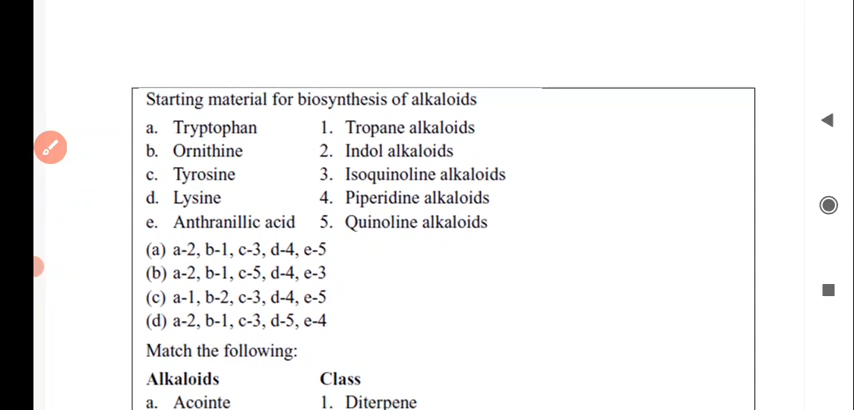 Starting material for biosynthesis of alkaloids
a. Tryptophan 1. Tropane alkaloids
b. Ornithine 2. Indol alkaloids
c. Tyrosine 3. Isoquinoline alkaloids
d. Lysine 4. Piperidine alkaloids
e. Anthranillic acid 5. Quinoline alkaloids
(a) a-2, b-1, c-3, d-4, e-5
(b) a-2, b-1, c-5, d-4, e-3
(c) a-1, b-2, c-3, d-4, e-5
(d) a-2, b-1, c-3, d-5, e-4
Match the following:
Alkaloids Class
a. Acointe 1. Diterpene